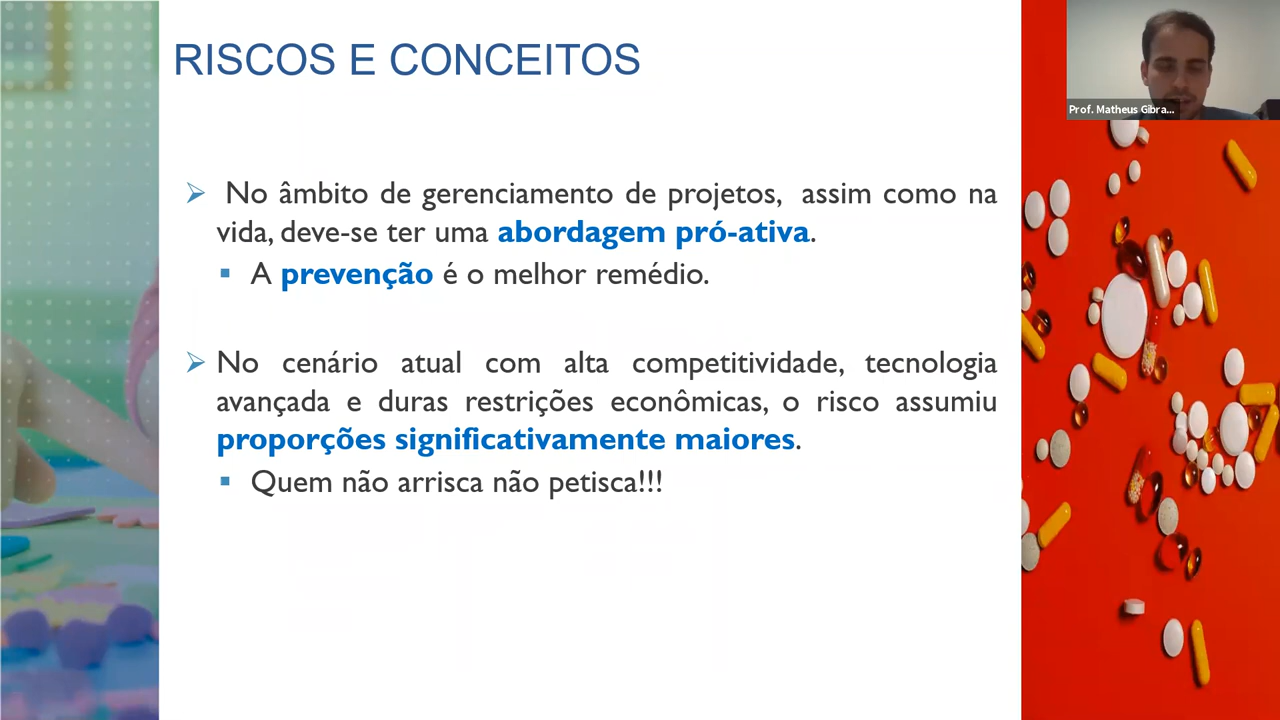 RISCOS E CONCEITOS
Prof. Matheus Gibra...
➢ No âmbito de gerenciamento de projetos, assim como na
vida, deve-se ter uma abordagem pró-ativa.
▪ A prevenção é o melhor remédio.
➢ No cenário atual com alta competitividade, tecnologia
avançada e duras restrições econômicas, o risco assumiu
proporções significativamente maiores.
▪ Quem não arrisca não petisca!!!